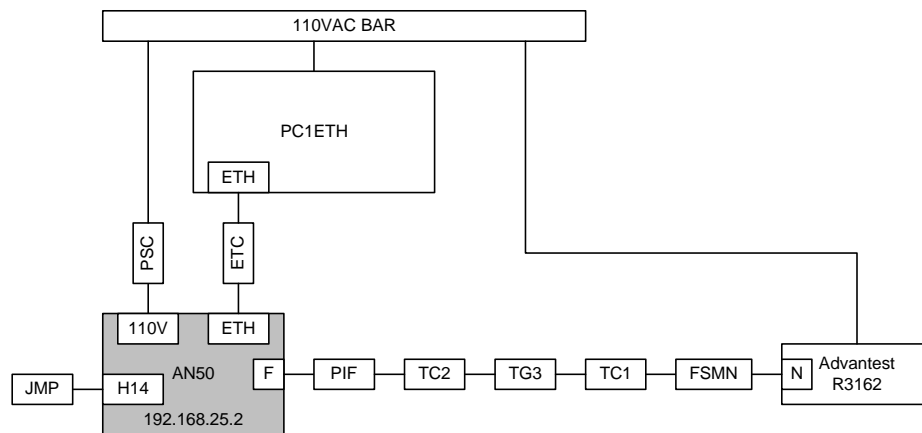 110VAC BAR
PC1ETH
ETH
PSC
ETC
110V
ETH
AN50
F
PIF
TC2
TG3
TC1
FSMN
N
Advantest
R3162
JMP
H14
192.168.25.2